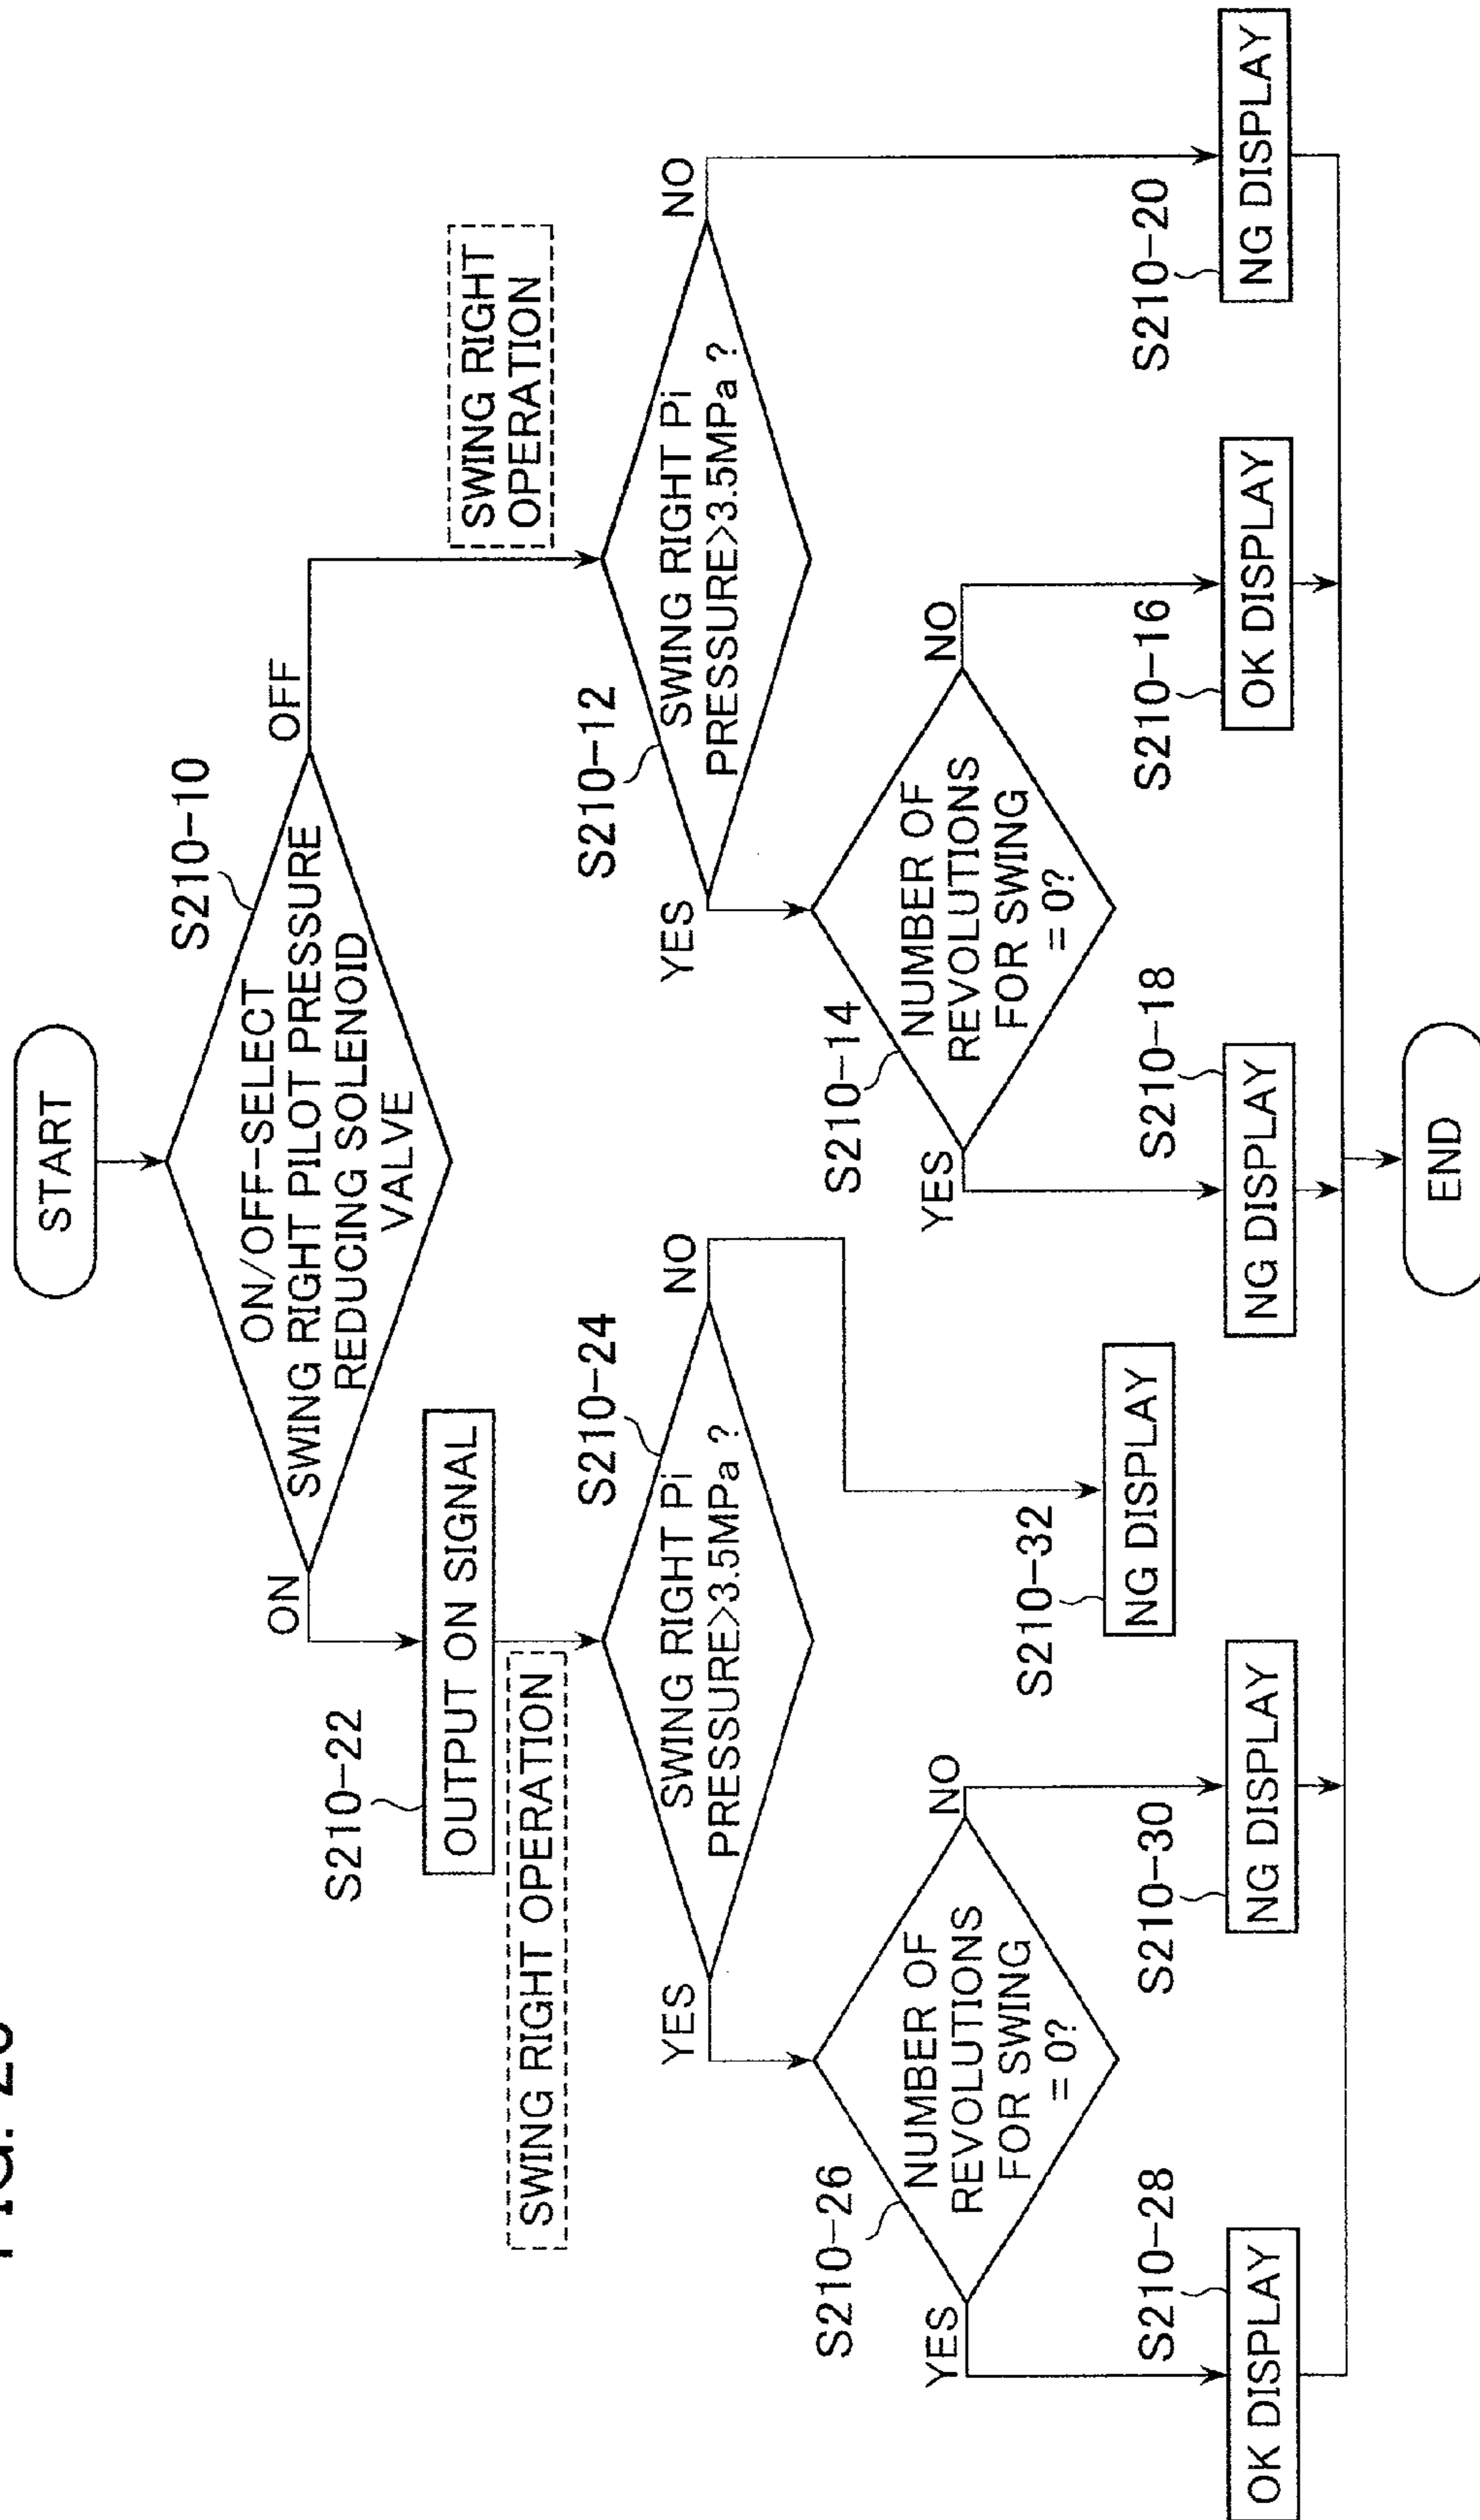 START
S210-10
ON/OFF-SELECT
SWING RIGHT PILOT PRESSURE
REDUCING SOLENOID
VALVE
ON
OFF
S210-22
OUTPUT ON SIGNAL
SWING RIGHT OPERATION
SWING RIGHT
OPERATION
S210-24
SWING RIGHT Pi
PRESSURE>3.5MPa ?
YES
NO
S210-12
SWING RIGHT Pi
PRESSURE>3.5MPa ?
YES
NO
S210-26
NUMBER OF
REVOLUTIONS
FOR SWING
= 0?
YES
NO
S210-14
NUMBER OF
REVOLUTIONS
FOR SWING
= 0?
YES
NO
S210-32
NG DISPLAY
S210-28
OK DISPLAY
S210-30
NG DISPLAY
S210-18
NG DISPLAY
S210-16
OK DISPLAY
S210-20
NG DISPLAY
END